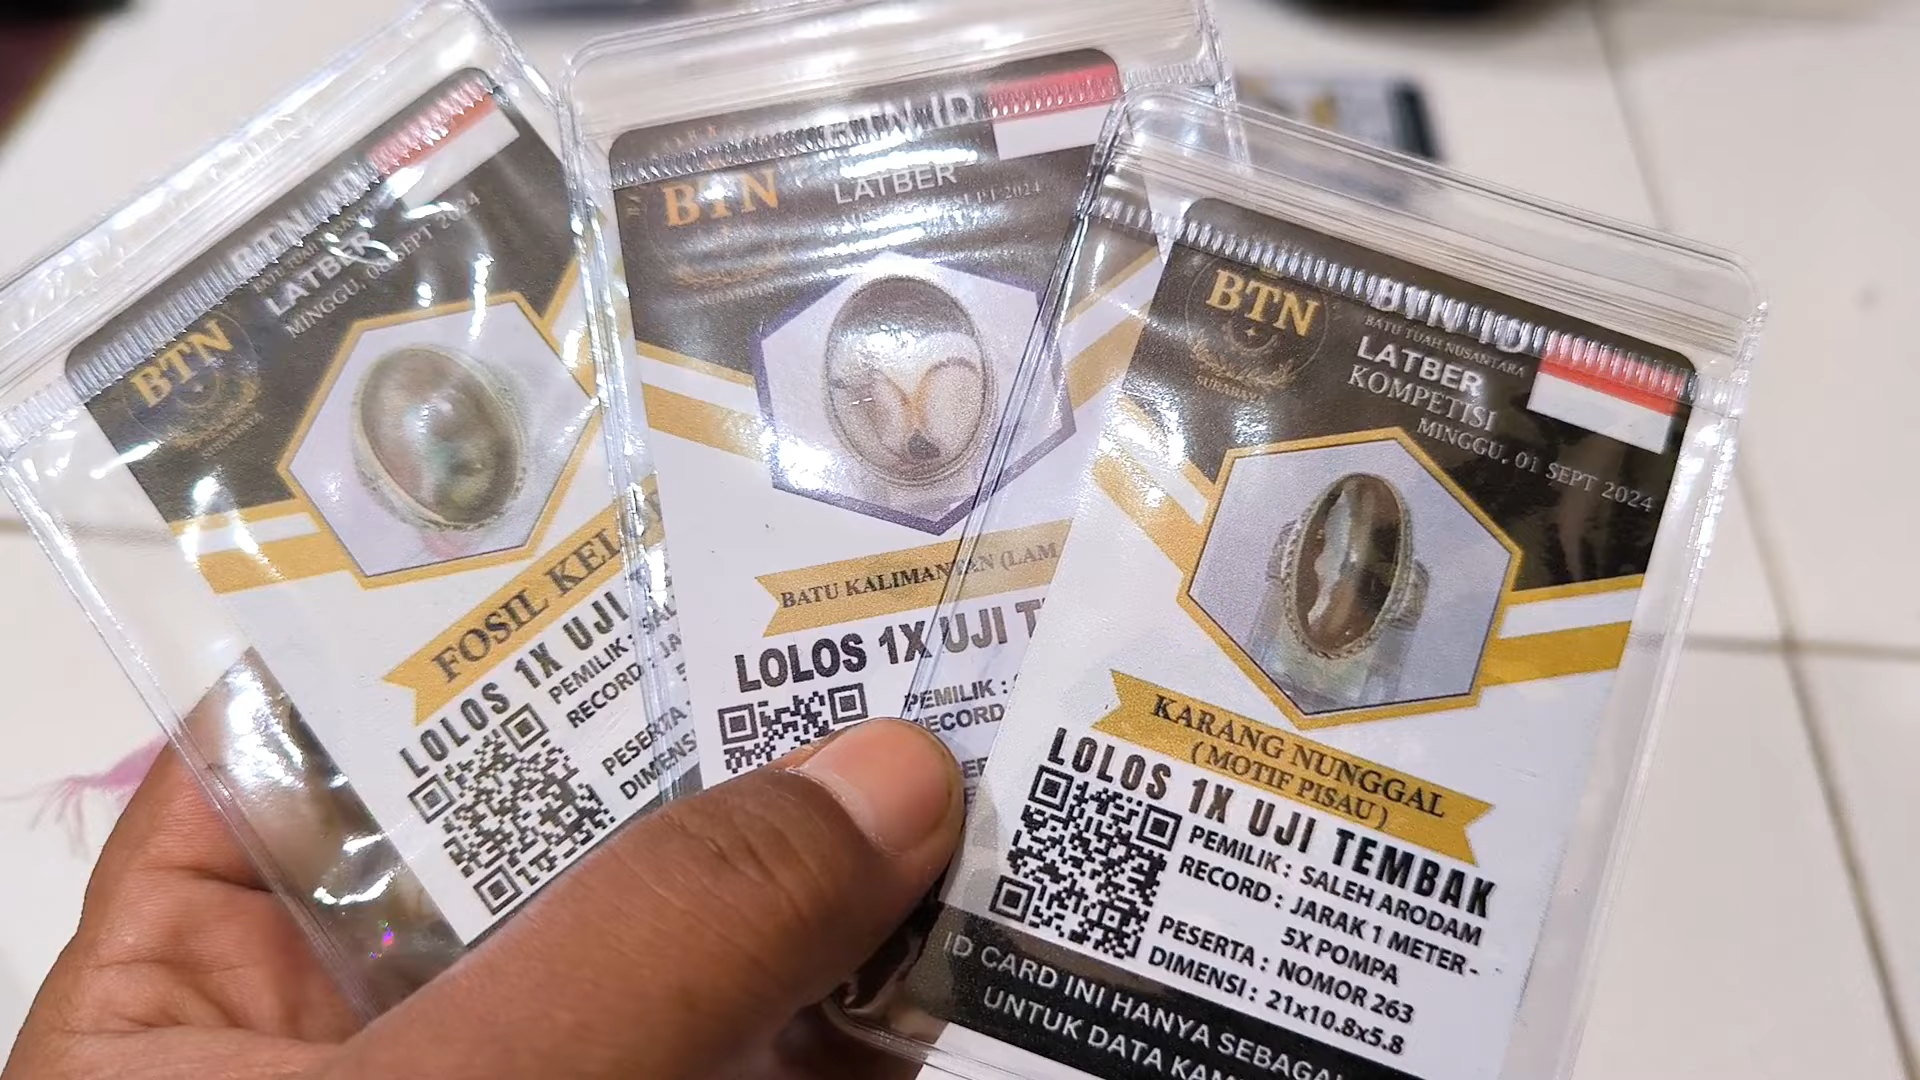 BTN
LATBER
MINGGU, 08 SEPT 2024
FOSIL
LOLOS 1X UJI
PEMILIK :
RECORD :
PESERTA :
DIMENSI
BTN
LATBER
2024
BATU KALIMANTAN (LAM
LOLOS 1X UJI T
PEMILIK :
RECORD
BTN
SURABAYA
BTN ID
BATU TUAH NUSANTARA
LATBER
KOMPETISI
MINGGU, 01 SEPT 2024
KARANG NUNGGAL
(MOTIF PISAU)
LOLOS 1X UJI TEMBAK
PEMILIK : SALEH ARODAM
RECORD : JARAK 1 METER -
5X POMPA
PESERTA : NOMOR 263
DIMENSI : 21x10.8x5.8
ID CARD INI HANYA SEBAGAI
UNTUK DATA KAM